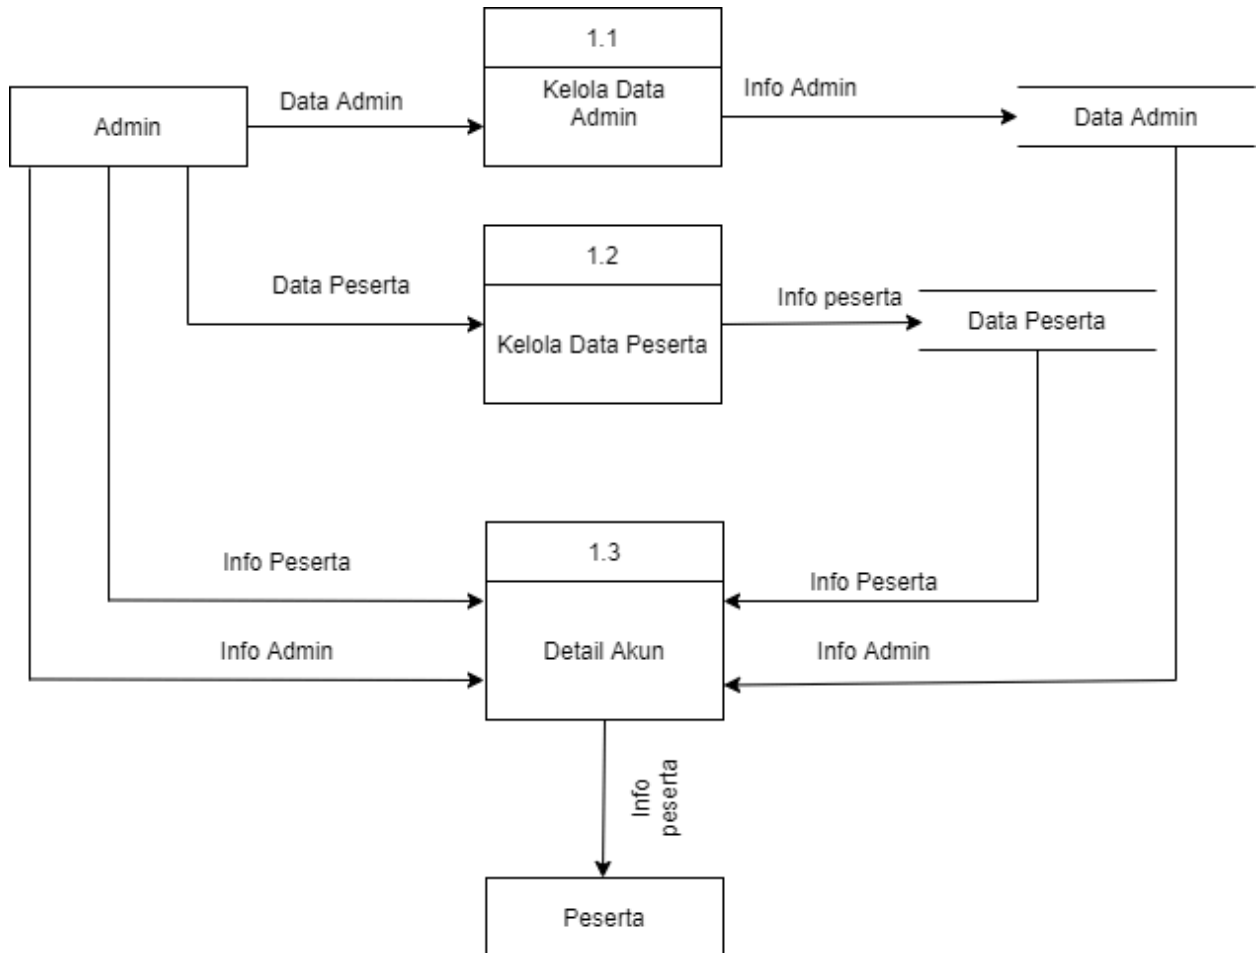 1.1
Kelola Data
Admin
Admin
Data Admin
Info Admin
Data Admin
1.2
Kelola Data Peserta
Data Peserta
Info peserta
Data Peserta
1.3
Detail Akun
Info Peserta
Info Peserta
Info Admin
Info Admin
Info
peserta
Peserta